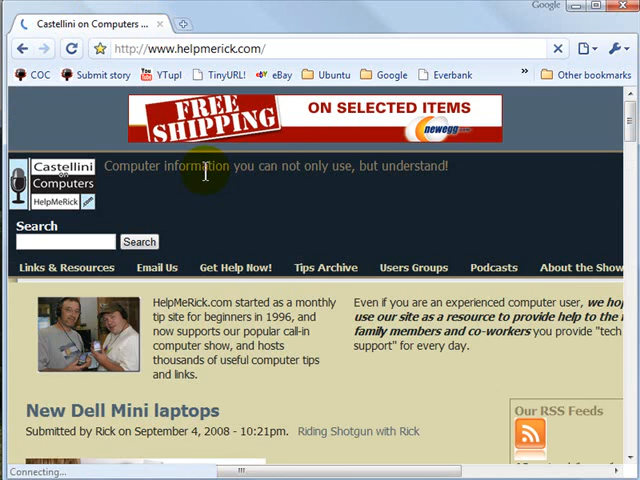 Google
Castellini on Computers ...
http://www.helpmerick.com/
COC
Submit story
YTupl
TinyURL!
eBay
Ubuntu
Google
Everbank
»
Other bookmarks
FREE
SHIPPING
ON SELECTED ITEMS
newegg.com
Castellini
on
Computers
HelpMeRick
Computer information you can not only use, but understand!
Search
Search
Links & Resources
Email Us
Get Help Now!
Tips Archive
Users Groups
Podcasts
About the Show
HelpMeRick.com started as a monthly
tip site for beginners in 1996, and
now supports our popular call-in
computer show, and hosts
thousands of useful computer tips
and links.
Even if you are an experienced computer user, we ho
use our site as a resource to provide help to the
family members and co-workers you provide "tech
support" for every day.
New Dell Mini laptops
Submitted by Rick on September 4, 2008 - 10:21pm.
Riding Shotgun with Rick
Our RSS Feeds
Connecting...